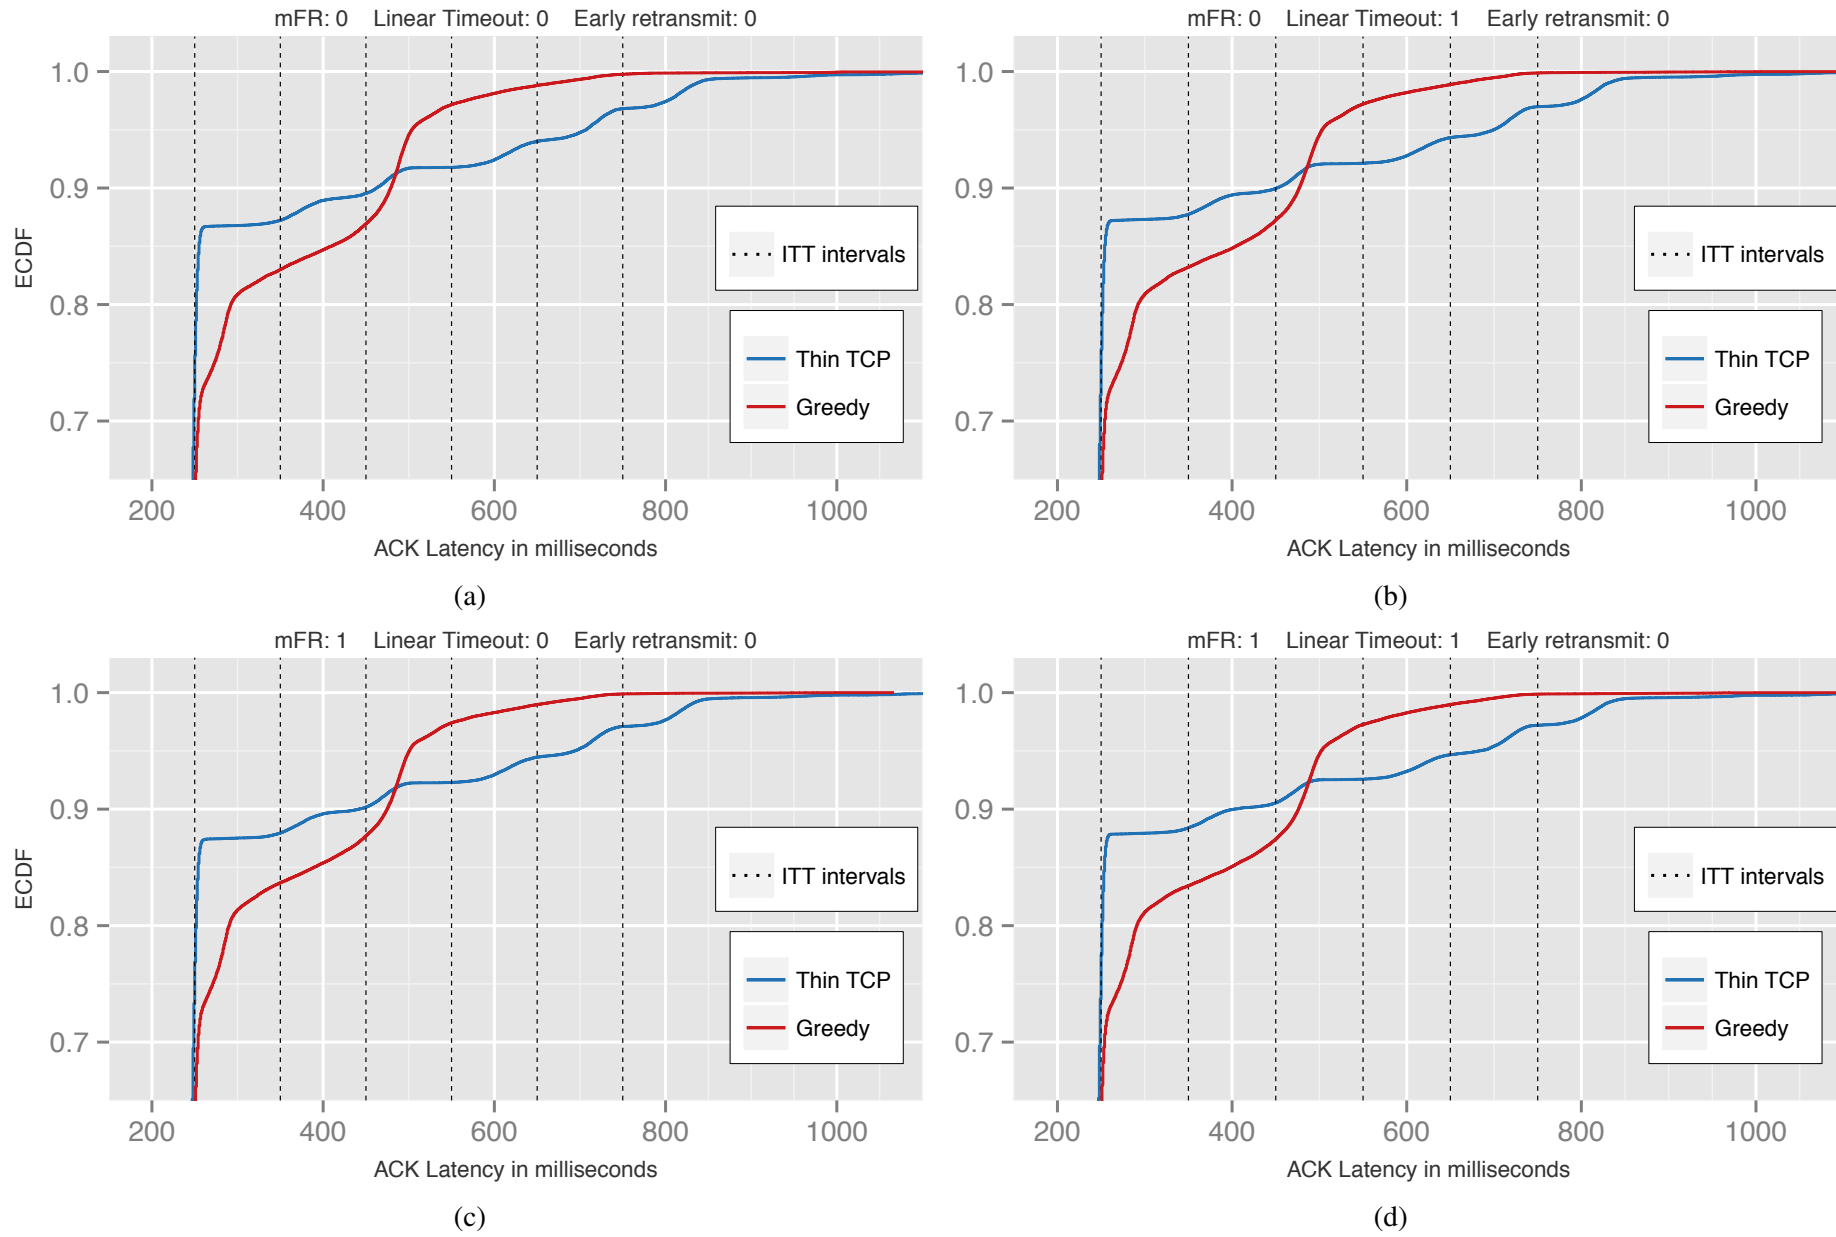 mFR: 0 Linear Timeout: 0 Early retransmit: 0
1.0
0.9
0.8
0.7
ECDF
ITT intervals
Thin TCP
Greedy
200 400 600 800 1000
ACK Latency in milliseconds
(a)
mFR: 0 Linear Timeout: 1 Early retransmit: 0
1.0
0.9
0.8
0.7
ITT intervals
Thin TCP
Greedy
200 400 600 800 1000
ACK Latency in milliseconds
(b)
mFR: 1 Linear Timeout: 0 Early retransmit: 0
1.0
0.9
0.8
0.7
ECDF
ITT intervals
Thin TCP
Greedy
200 400 600 800 1000
ACK Latency in milliseconds
(c)
mFR: 1 Linear Timeout: 1 Early retransmit: 0
1.0
0.9
0.8
0.7
ITT intervals
Thin TCP
Greedy
200 400 600 800 1000
ACK Latency in milliseconds
(d)